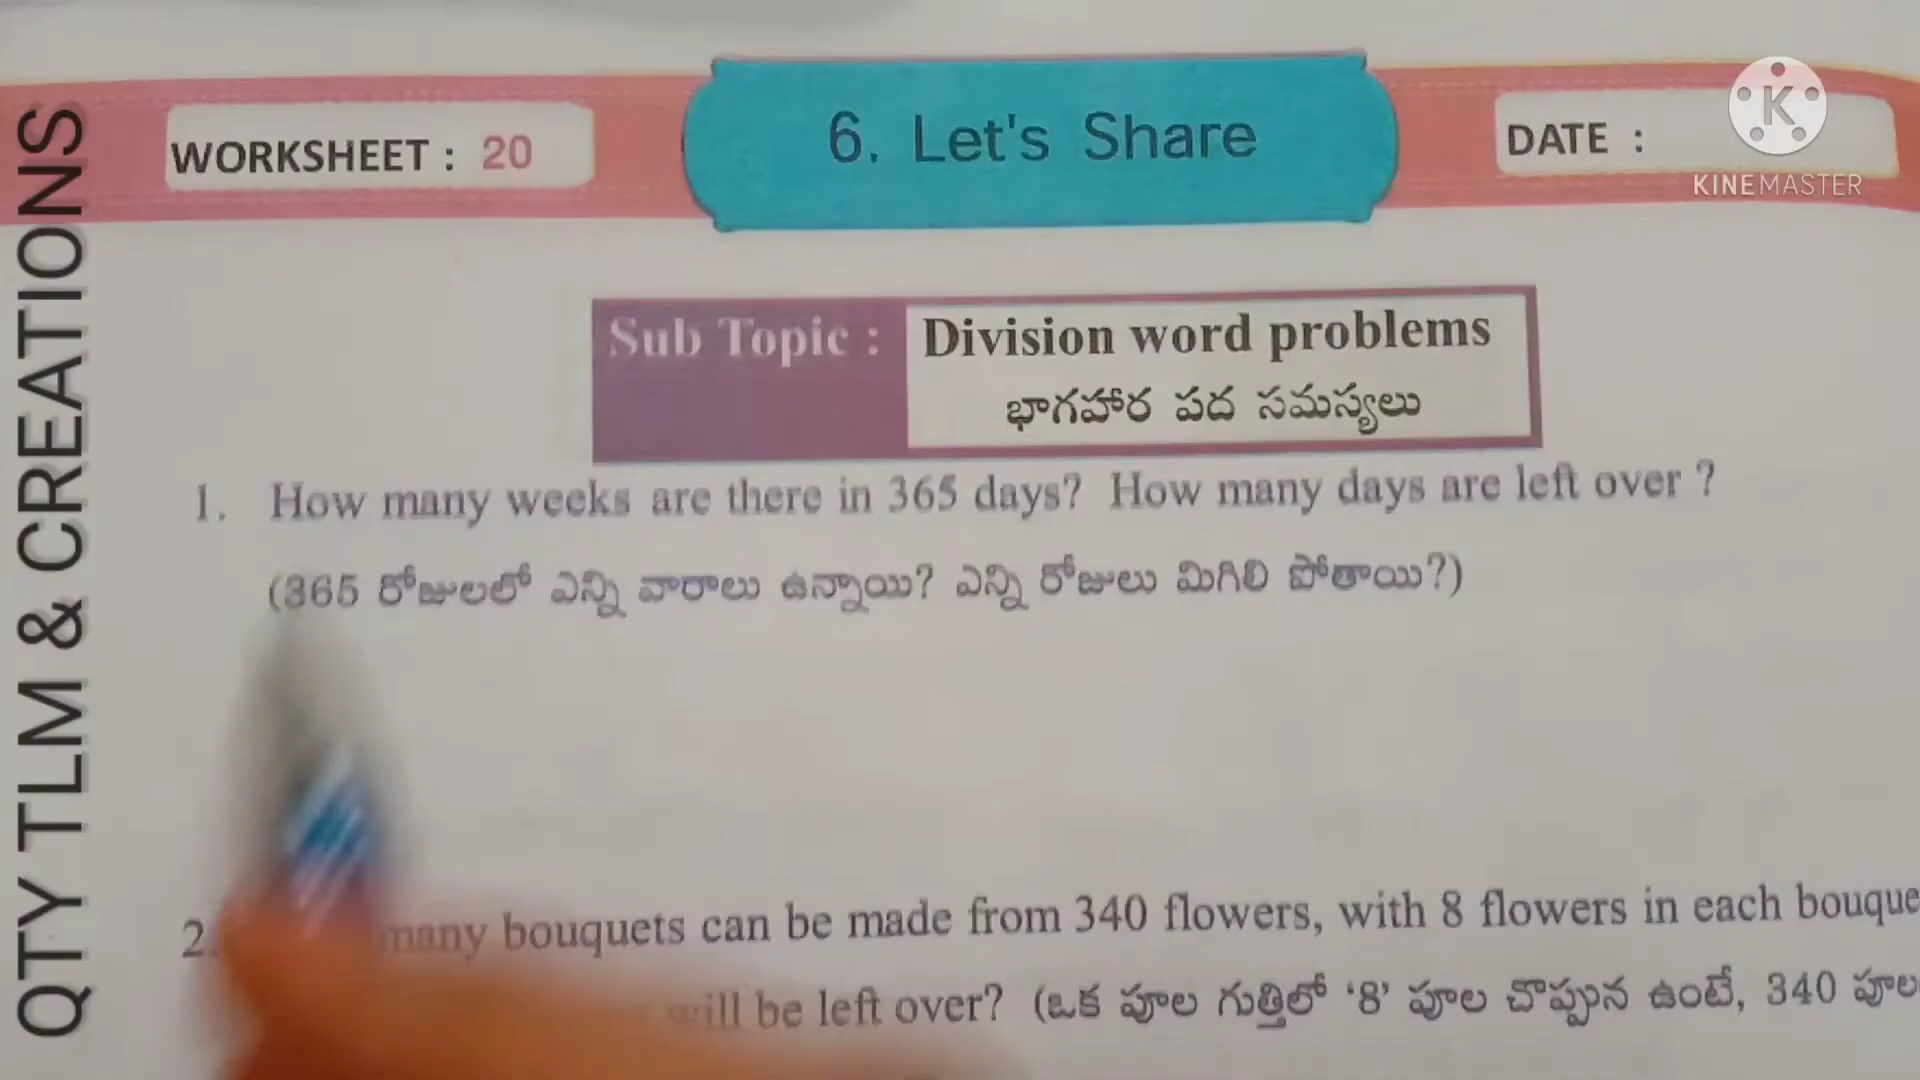 QTY TLM & CREATIONS
WORKSHEET : 20
6. Let's Share
DATE :
K
KINEMASTER
Sub Topic :
Division word problems
భాగహార పద సమస్యలు
1. How many weeks are there in 365 days? How many days are left over ?
(365 రోజులలో ఎన్ని వారాలు ఉన్నాయి? ఎన్ని రోజులు మిగిలి పోతాయి?)
2. many bouquets can be made from 340 flowers, with 8 flowers in each bouque
will be left over? (ఒక పూల గుత్తిలో ‘8’ పూల చొప్పున ఉంటే, 340 పూల